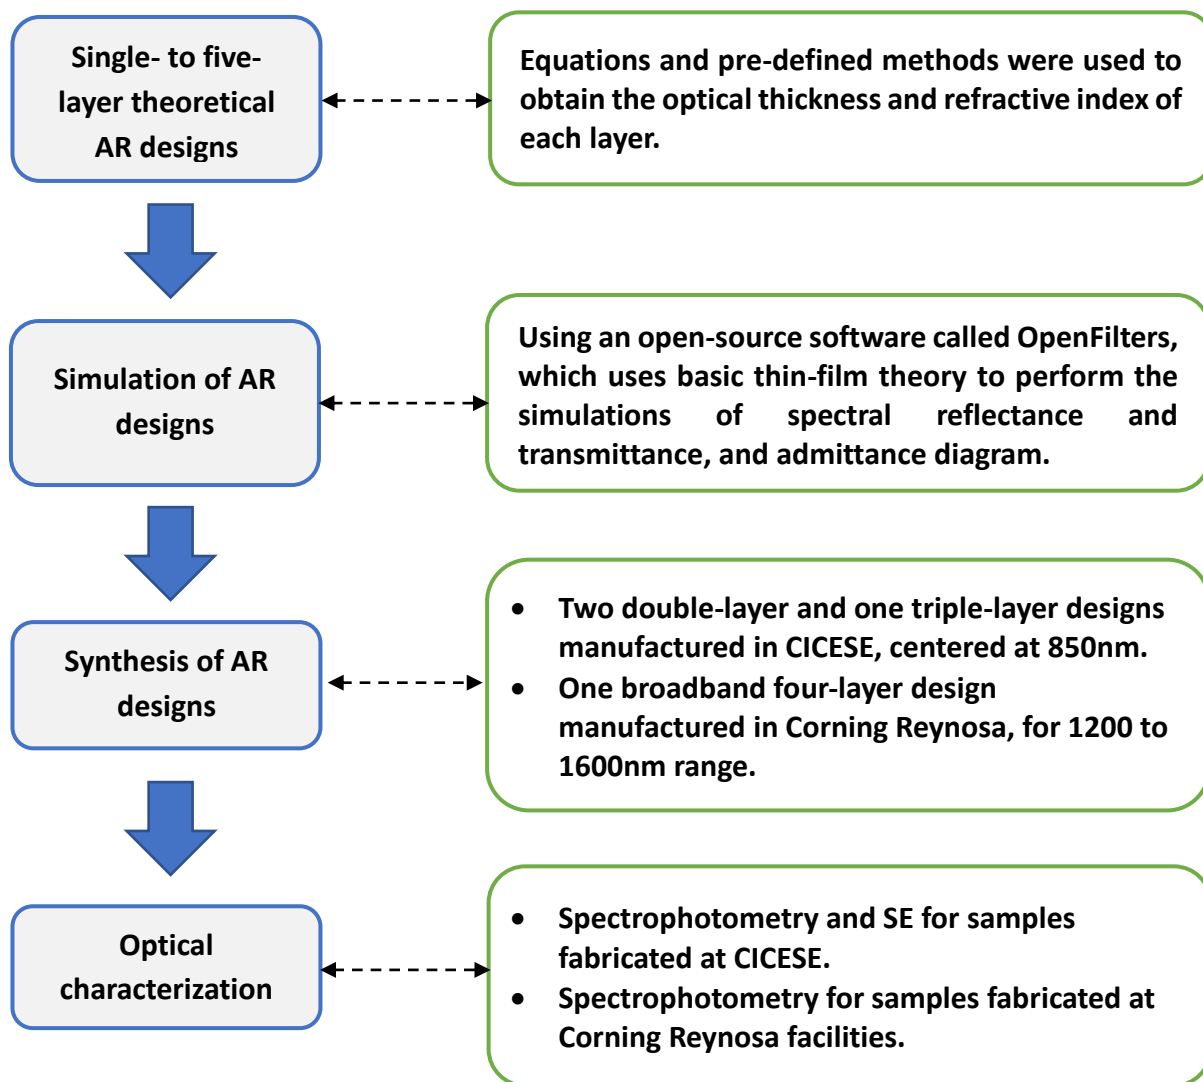 Single- to five-
layer theoretical
AR designs
Equations and pre-defined methods were used to
obtain the optical thickness and refractive index of
each layer.
Simulation of AR
designs
Using an open-source software called OpenFilters,
which uses basic thin-film theory to perform the
simulations of spectral reflectance and
transmittance, and admittance diagram.
Synthesis of AR
designs
• Two double-layer and one triple-layer designs
manufactured in CICESE, centered at 850nm.
• One broadband four-layer design
manufactured in Corning Reynosa, for 1200 to
1600nm range.
Optical
characterization
• Spectrophotometry and SE for samples
fabricated at CICESE.
• Spectrophotometry for samples fabricated at
Corning Reynosa facilities.